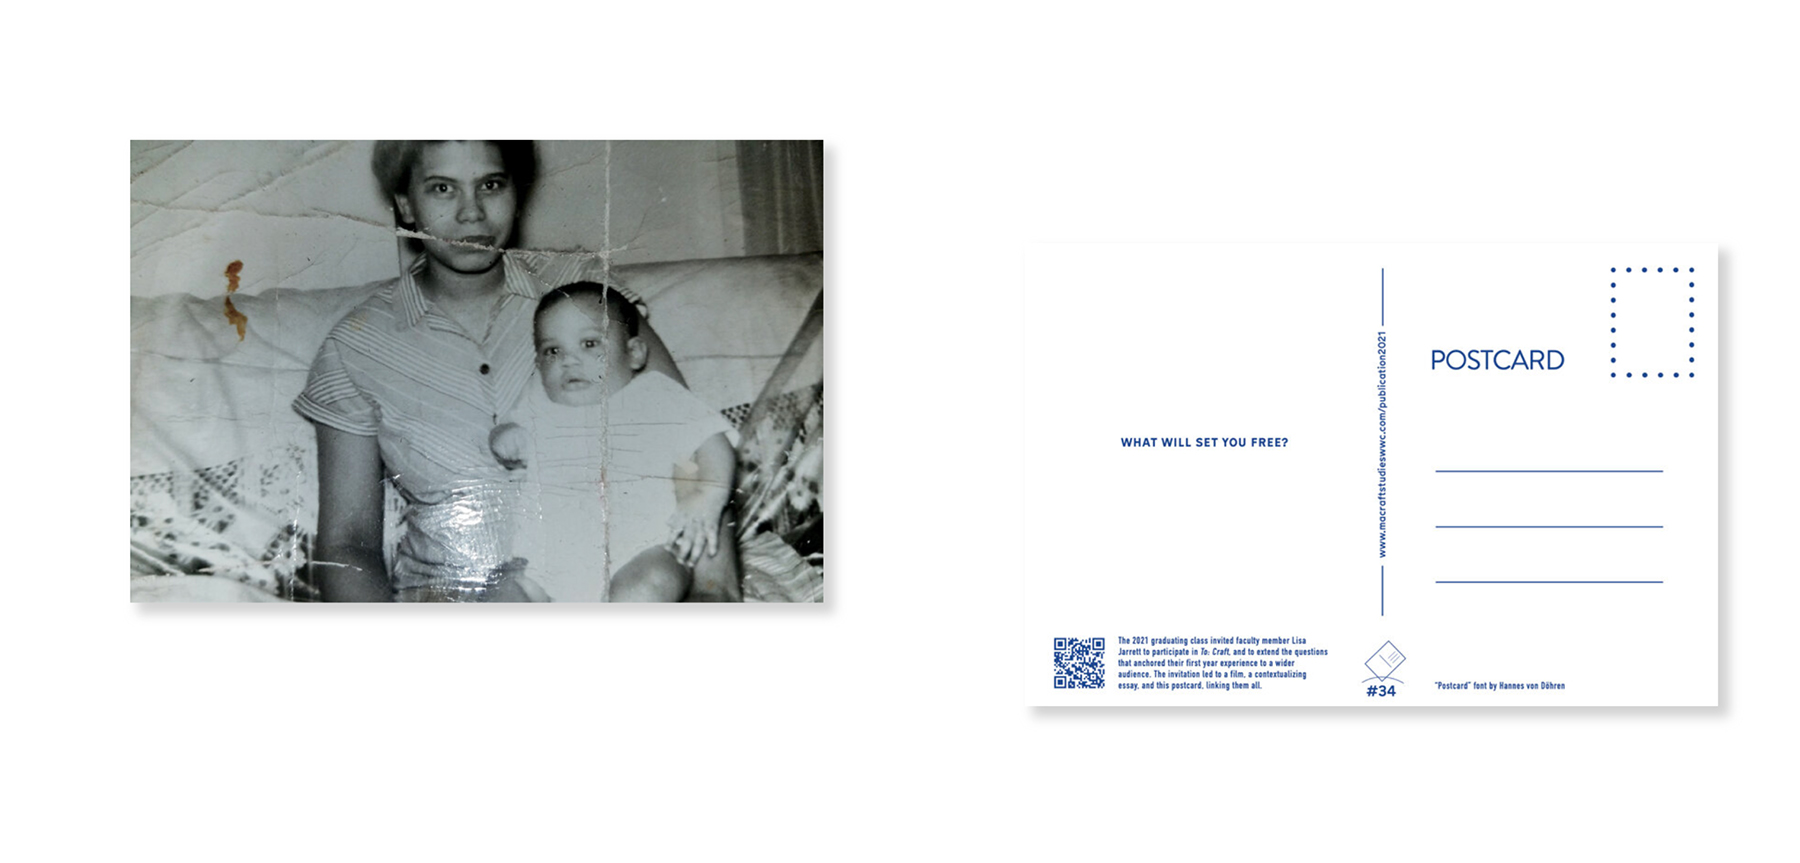 WHAT WILL SET YOU FREE?
The 2021 graduating class invited faculty member Lisa
Jarrett to participate in To: Craft, and to extend the questions
that anchored their first year experience to a wider
audience. The invitation led to a film, a contextualizing
essay, and this postcard, linking them all.
www.macraftstudieswwc.com/publication2021
#34
POSTCARD
"Postcard" font by Hannes von Döhren